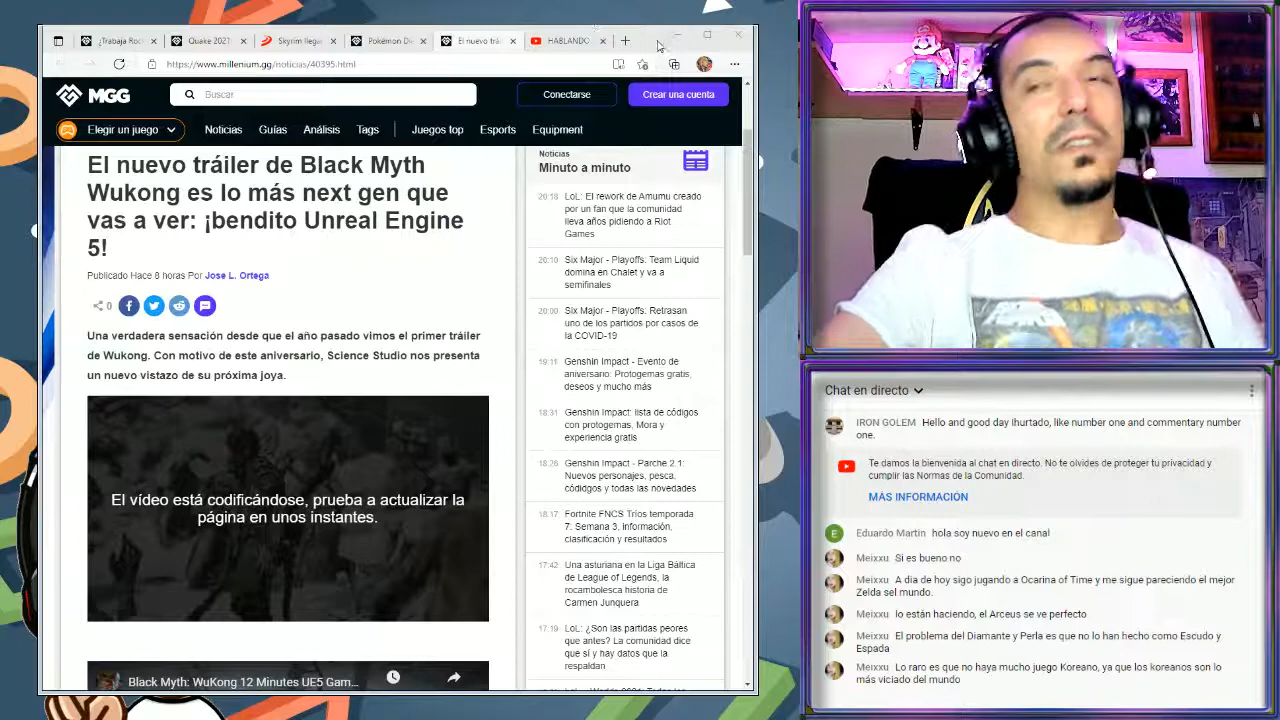 ¿Trabaja Roc
Quake 2021:
Skyrim llega
Pokémon Di
El nuevo trá
HABLANDO
https://www.millenium.gg/noticias/40395.html
MGG
Buscar
Conectarse
Crear una cuenta
Elegir un juego
Noticias
Guías
Análisis
Tags
Juegos top
Esports
Equipment
El nuevo tráiler de Black Myth
Wukong es lo más next gen que
vas a ver: ¡bendito Unreal Engine
5!
Publicado Hace 8 horas Por Jose L. Ortega
0
Una verdadera sensación desde que el año pasado vimos el primer tráiler
de Wukong. Con motivo de este aniversario, Science Studio nos presenta
un nuevo vistazo de su próxima joya.
El vídeo está codificándose, prueba a actualizar la
página en unos instantes.
Black Myth: WuKong 12 Minutes UE5 Gam...
Noticias
Minuto a minuto
20:18 LoL: El rework de Amumu creado
por un fan que la comunidad
lleva años pidiendo a Riot
Games
20:10 Six Major - Playoffs: Team Liquid
domina en Chalet y va a
semifinales
20:00 Six Major - Playoffs: Retrasan
uno de los partidos por casos de
la COVID-19
19:11 Genshin Impact - Evento de
aniversario: Protogemas gratis,
deseos y mucho más
18:31 Genshin Impact: lista de códigos
con protogemas, Mora y
experiencia gratis
18:26 Genshin Impact - Parche 2.1:
Nuevos personajes, pesca,
códigos y todas las novedades
18:17 Fortnite FNCS Tríos temporada
7: Semana 3, información,
clasificación y resultados
17:42 Una asturiana en la Liga Báltica
de League of Legends, la
rocambolesca historia de
Carmen Junquera
17:19 LoL: ¿Son las partidas peores
que antes? La comunidad dice
que sí y hay datos que la
respaldan
Chat en directo
IRON GOLEM Hello and good day lhurtado, like number one and commentary number
one.
Te damos la bienvenida al chat en directo. No te olvides de proteger tu privacidad y
cumplir las Normas de la Comunidad.
MÁS INFORMACIÓN
E
Eduardo Martin hola soy nuevo en el canal
Meixxu Si es bueno no
Meixxu A dia de hoy sigo jugando a Ocarina of Time y me sigue pareciendo el mejor
Zelda sel mundo.
Meixxu lo están haciendo, el Arceus se ve perfecto
Meixxu El problema del Diamante y Perla es que no lo han hecho como Escudo y
Espada
Meixxu Lo raro es que no haya mucho juego Koreano, ya que los koreanos son lo
más viciado del mundo